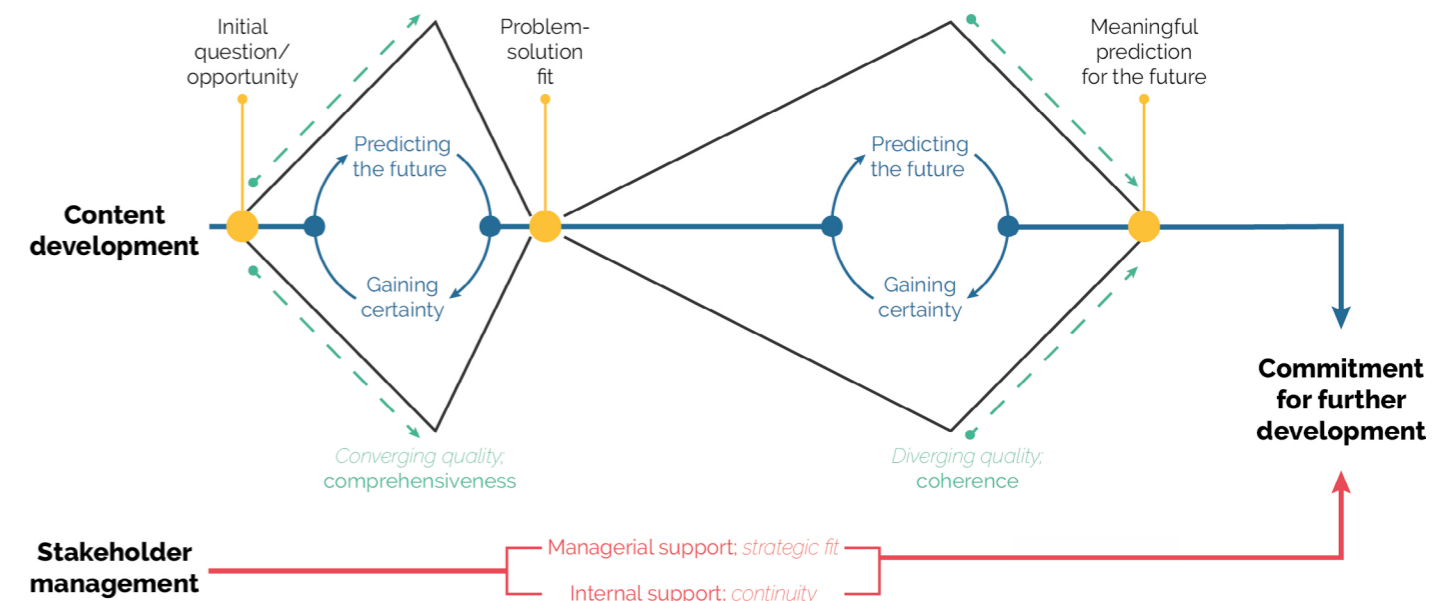 Initial
question/
opportunity
Problem-
solution
fit
Meaningful
prediction
for the future
Predicting
the future
Predicting
the future
Content
development
Gaining
certainty
Gaining
certainty
Commitment
for further
development
Converging quality;
comprehensiveness
Diverging quality;
coherence
Stakeholder
management
Managerial support; strategic fit
Internal support; continuity